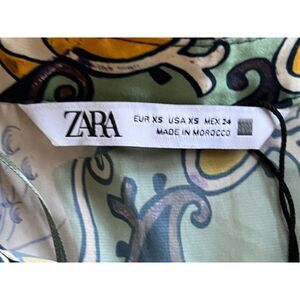 ZARA
EUR XS USA XS MEX 24
MADE IN MOROCCO